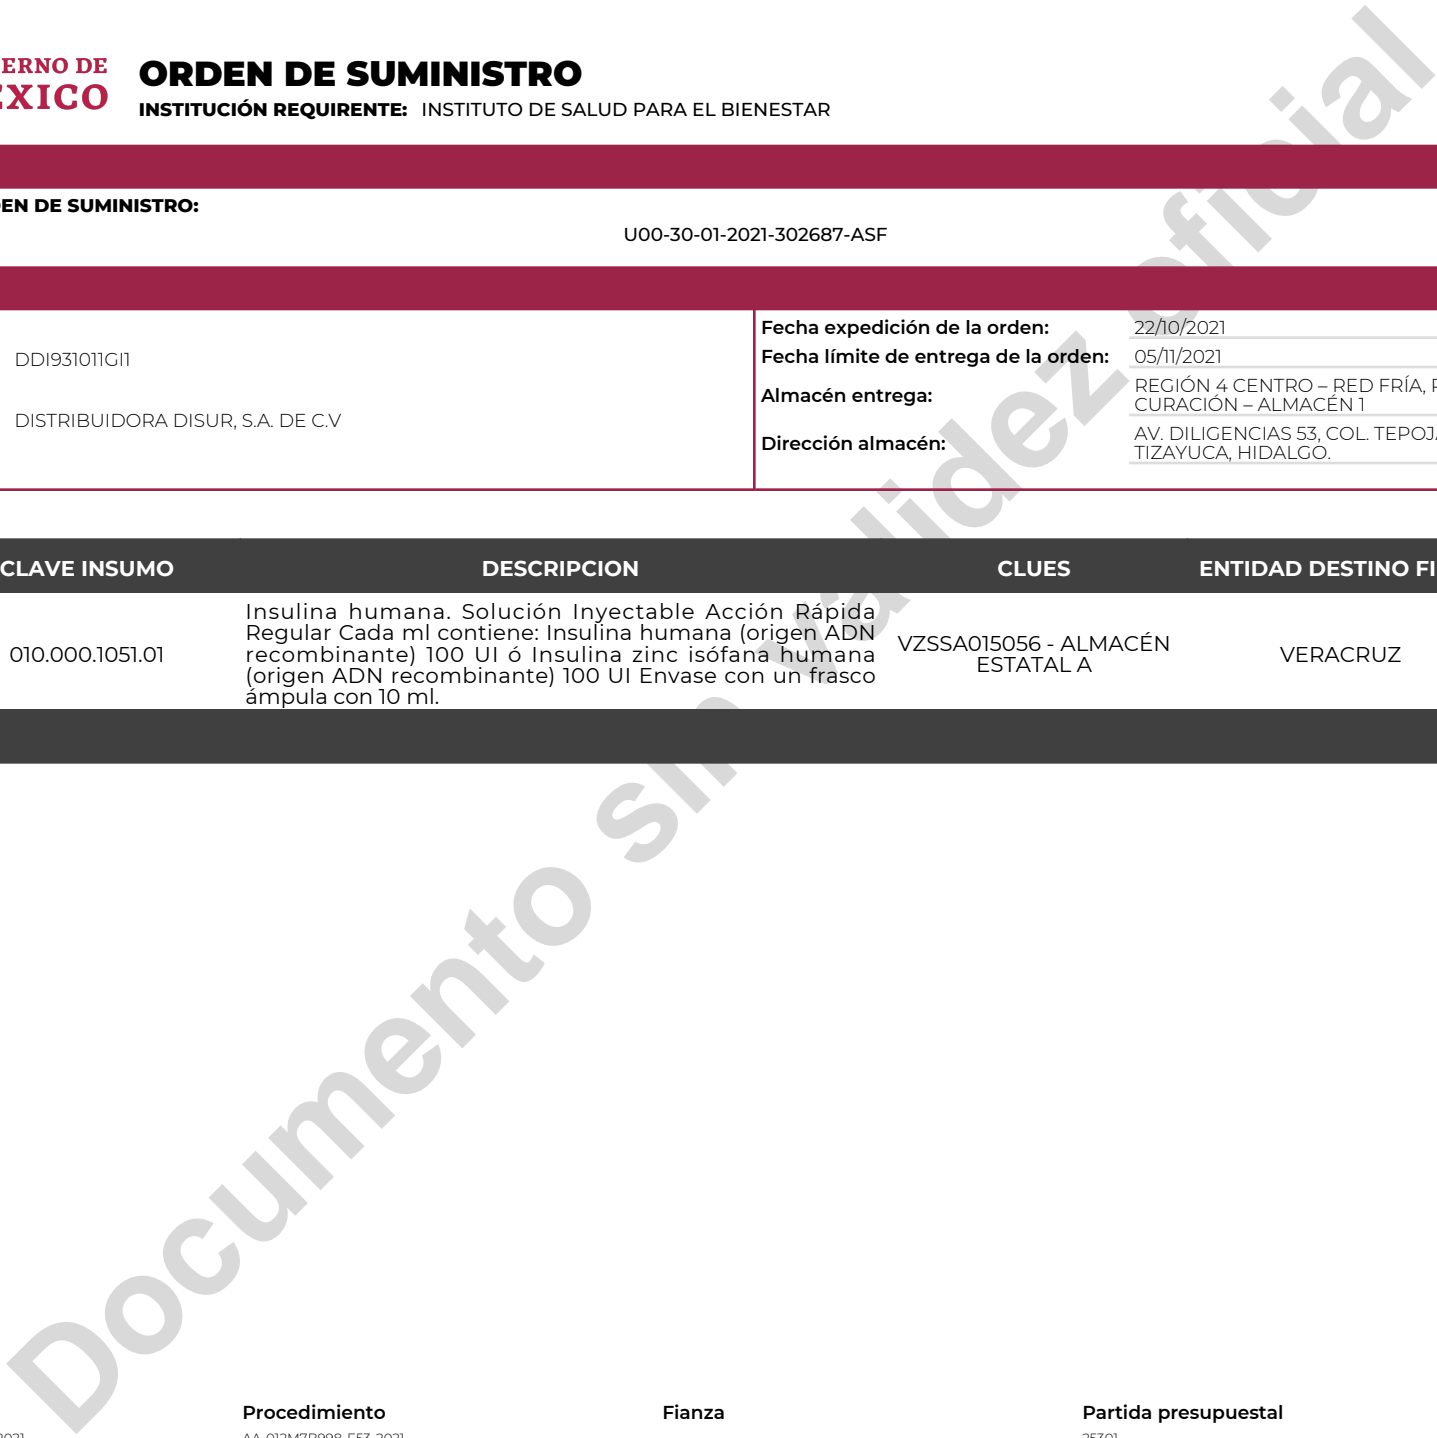 ERNO DE
ORDEN DE SUMINISTRO
EXICO
INSTITUCIÓN REQUIRENTE: INSTITUTO DE SALUD PARA EL BIENESTAR
EN DE SUMINISTRO:
U00-30-01-2021-302687-ASF
DDI931011GI1
DISTRIBUIDORA DISUR, S.A. DE C.V
Fecha expedición de la orden: 22/10/2021
Fecha límite de entrega de la orden: 05/11/2021
Almacén entrega: REGIÓN 4 CENTRO – RED FRÍA,
CURACIÓN – ALMACÉN 1
Dirección almacén: AV. DILIGENCIAS 53, COL. TEPOJ
TIZAYUCA, HIDALGO.
CLAVE INSUMO DESCRIPCION CLUES ENTIDAD DESTINO FI
010.000.1051.01
Insulina humana. Solución Inyectable Acción Rápida
Regular Cada ml contiene: Insulina humana (origen ADN
recombinante) 100 UI ó Insulina zinc isófana humana
(origen ADN recombinante) 100 UI Envase con un frasco
ámpula con 10 ml.
VZSSA015056 - ALMACÉN
ESTATAL A
VERACRUZ
Documento sin validez oficial
Procedimiento Fianza Partida presupuestal